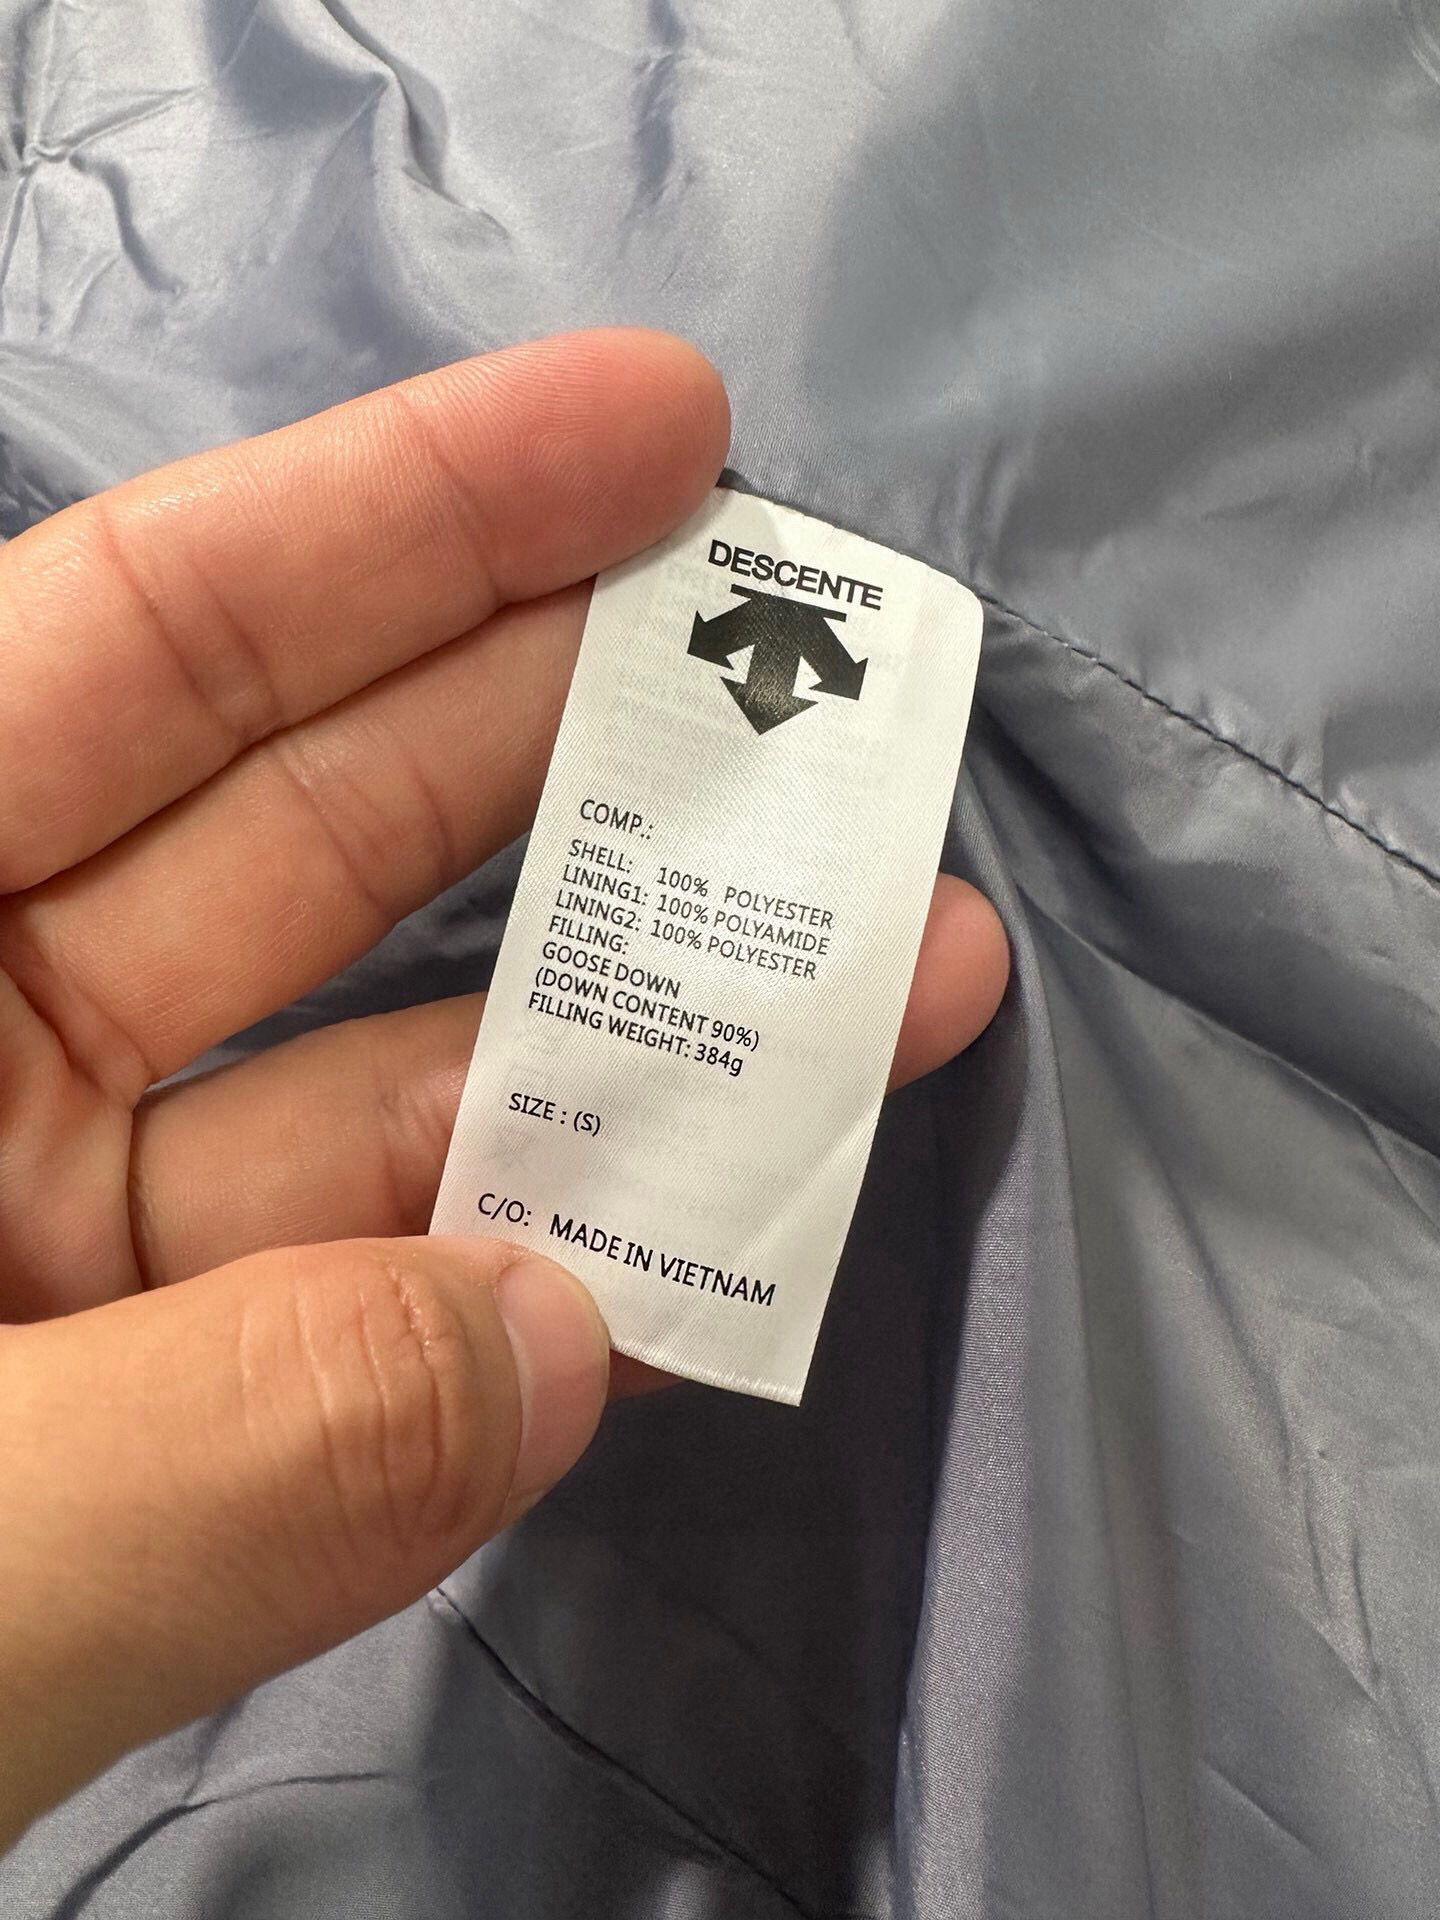 DESCENTE
COMP.:
SHELL: 100% POLYESTER
LINING1: 100% POLYAMIDE
LINING2: 100% POLYESTER
FILLING:
GOOSE DOWN
(DOWN CONTENT 90%)
FILLING WEIGHT: 384g
SIZE : (S)
C/O: MADE IN VIETNAM